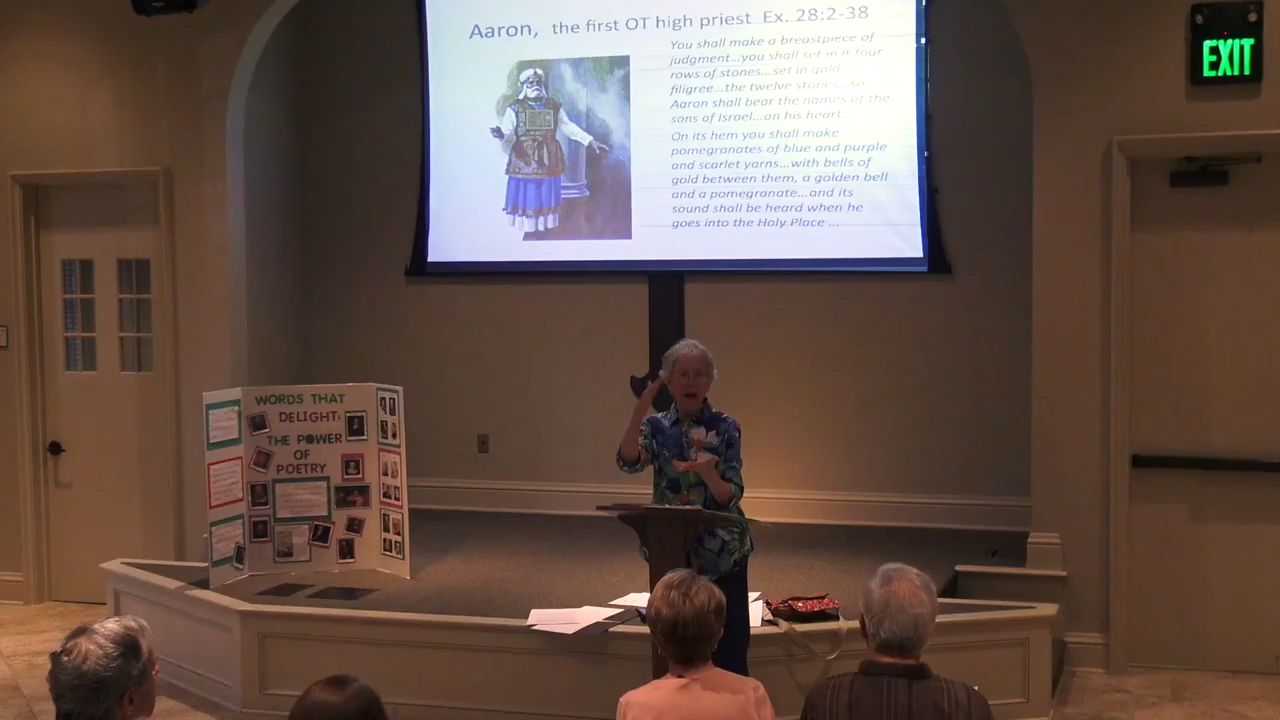 Aaron, the first OT high priest Ex. 28:2-38
You shall make a breastpiece of
judgment...you shall set in it four
rows of stones...set in gold
filigree...the twelve stones...so
Aaron shall bear the names of the
sons of Israel...on his heart...
On its hem you shall make
pomegranates of blue and purple
and scarlet yarns...with bells of
gold between them, a golden bell
and a pomegranate...and its
sound shall be heard when he
goes into the Holy Place ...
EXIT
WORDS THAT
DELIGHT:
THE POWER
OF
POETRY